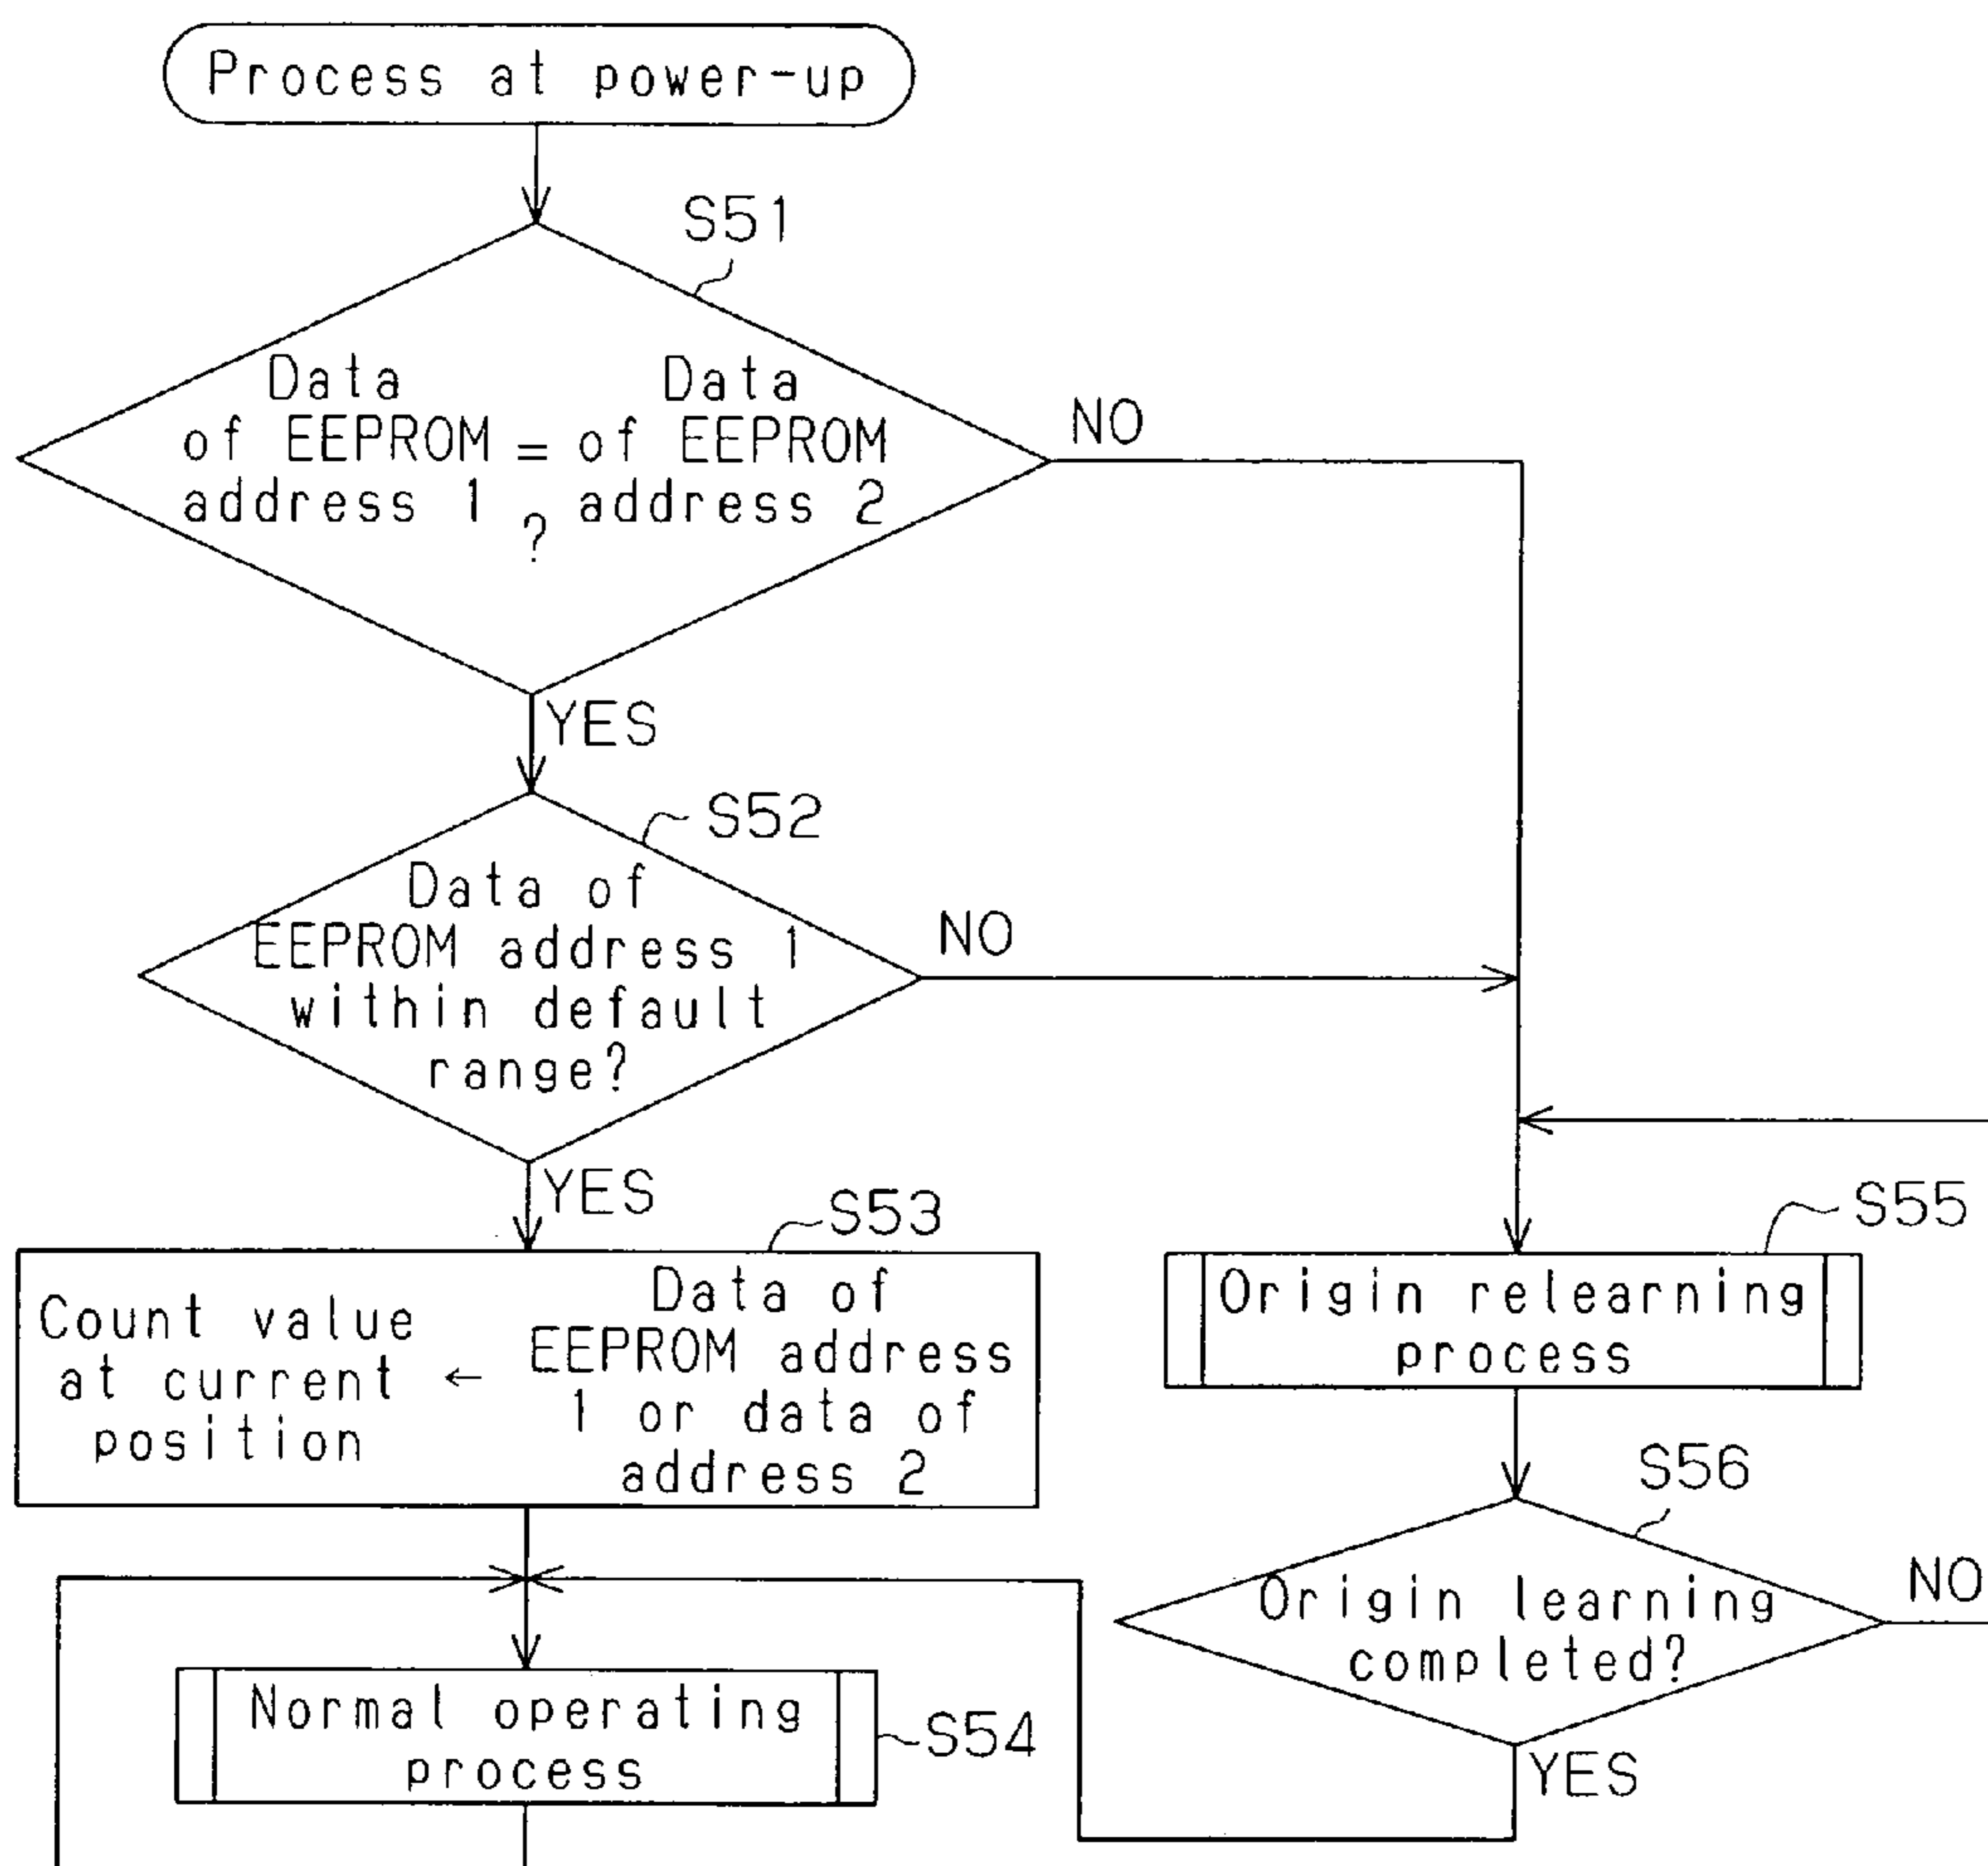 Process at power-up
S51
Data Data
of EEPROM = of EEPROM
address 1 ? address 2
NO
YES
S52
Data of
EEPROM address 1
within default
range?
NO
YES
S53
Count value
at current
position
←
Data of
EEPROM address
1 or data of
address 2
S55
Origin relearning
process
S56
Origin learning
completed?
NO
YES
Normal operating
process
S54